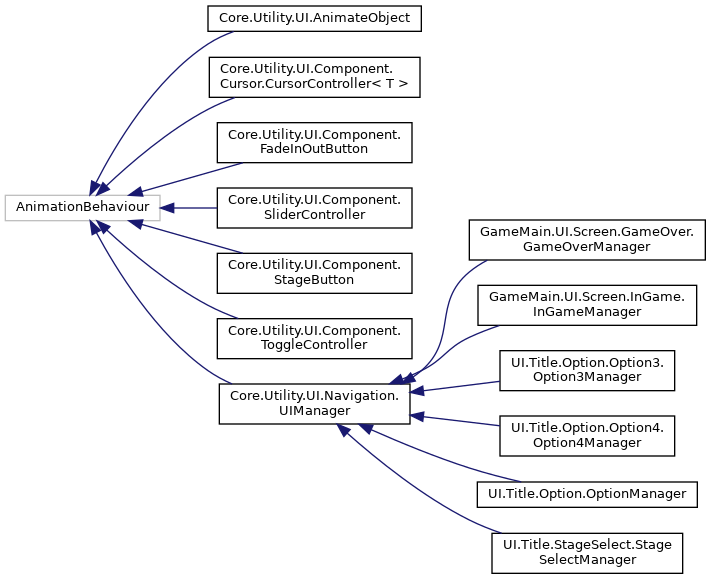 Core.Utility.UI.AnimateObject
Core.Utility.UI.Component.
Cursor.CursorController< T >
Core.Utility.UI.Component.
FadeInOutButton
AnimationBehaviour
Core.Utility.UI.Component.
SliderController
Core.Utility.UI.Component.
StageButton
Core.Utility.UI.Component.
ToggleController
Core.Utility.UI.Navigation.
UIManager
GameMain.UI.Screen.GameOver.
GameOverManager
GameMain.UI.Screen.InGame.
InGameManager
UI.Title.Option.Option3.
Option3Manager
UI.Title.Option.Option4.
Option4Manager
UI.Title.Option.OptionManager
UI.Title.StageSelect.Stage
SelectManager